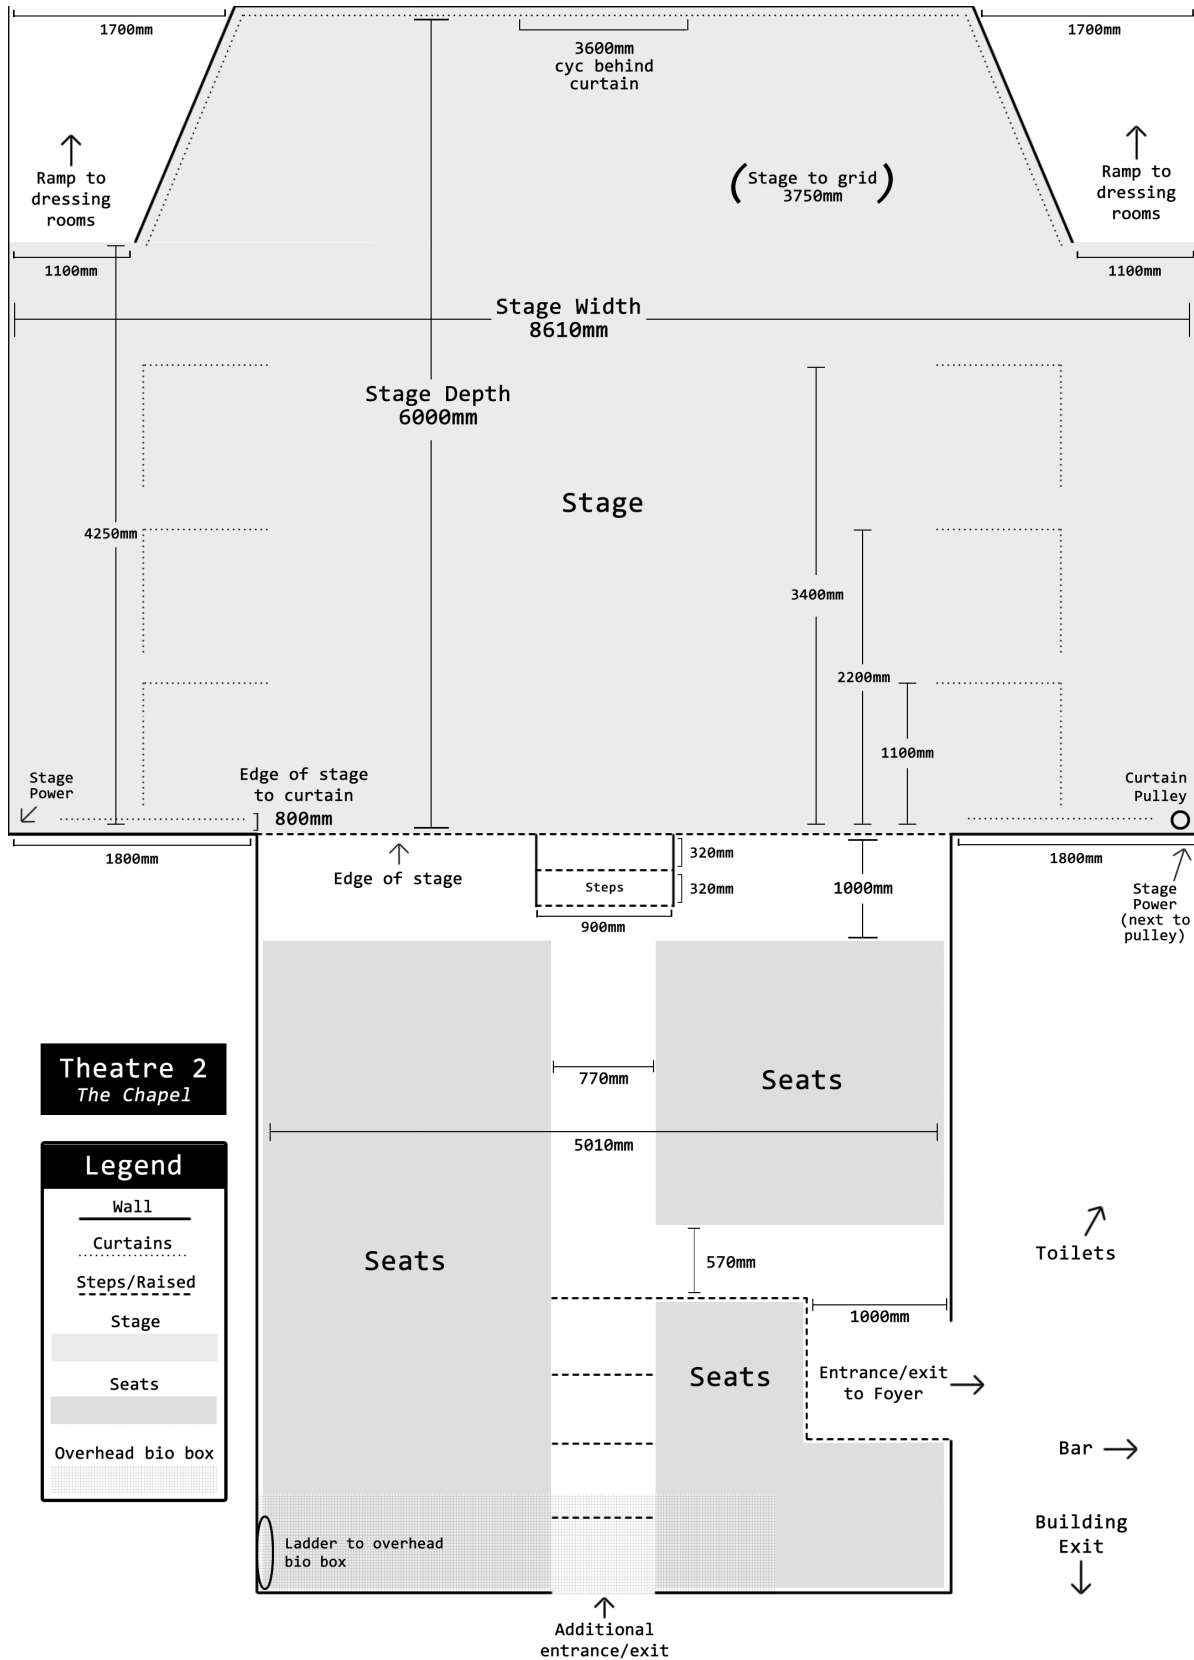 1700mm
3600mm
cyc behind
curtain
1700mm
Ramp to
dressing
rooms
(Stage to grid)
3750mm
Ramp to
dressing
rooms
1100mm
1100mm
Stage Width
8610mm
Stage Depth
6000mm
Stage
4250mm
3400mm
2200mm
1100mm
Stage
Power
Edge of stage
to curtain
800mm
Curtain
Pulley
1800mm
Edge of stage
320mm
Steps
320mm
900mm
1000mm
1800mm
Stage
Power
(next to
pulley)
Theatre 2
The Chapel
770mm
Seats
5010mm
Legend
Wall
Curtains
Steps/Raised
Stage
Seats
Overhead bio box
Seats
570mm
Toilets
1000mm
Seats
Entrance/exit
to Foyer
Bar
Building
Exit
Ladder to overhead
bio box
Additional
entrance/exit